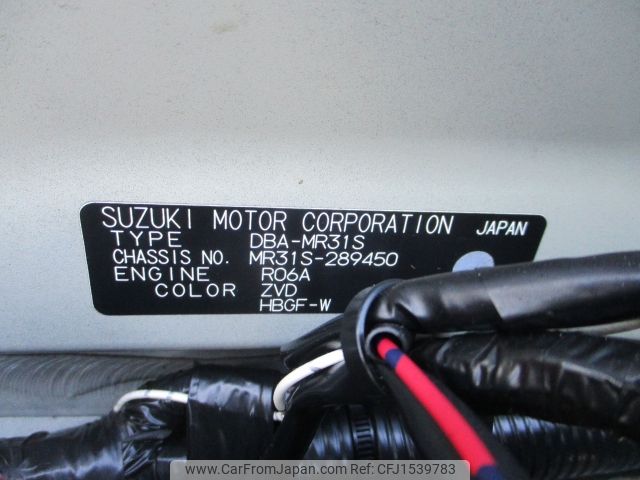 SUZUKI MOTOR CORPORATION JAPAN
TYPE DBA-MR31S
CHASSIS NO. MR31S-289450
ENGINE R06A
COLOR ZVD
HBGF-W
www.CarFromJapan.com ID:CFJ1539783